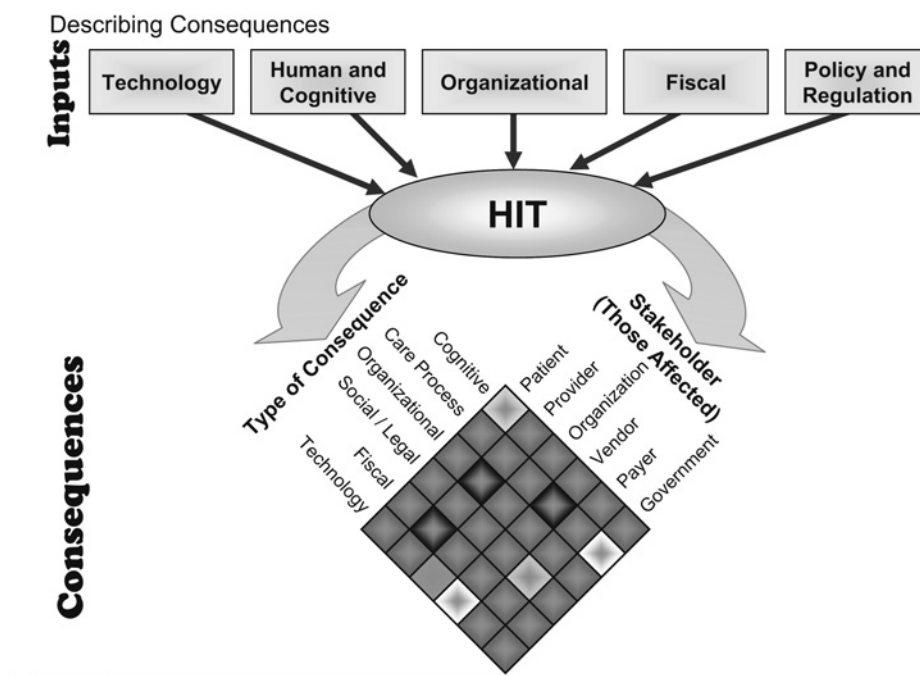 Describing Consequences
Inputs
Technology
Human and
Cognitive
Organizational
Fiscal
Policy and
Regulation
HIT
Consequences
Type of Consequence
Cognitive
Care Process
Organizational
Social / Legal
Fiscal
Technology
Stakeholder
(Those Affected)
Patient
Provider
Organization
Vendor
Payer
Government